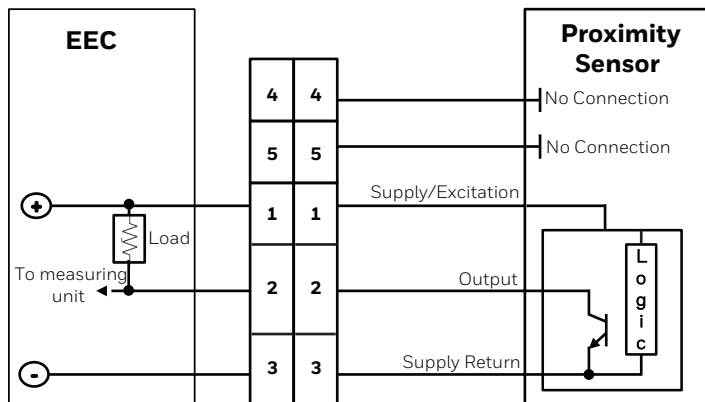 EEC
Proximity
Sensor
4 4
No Connection
5 5
No Connection
Supply/Excitation
+
1 1
Load
To measuring
unit
2 2
Output
Logic
-
3 3
Supply Return